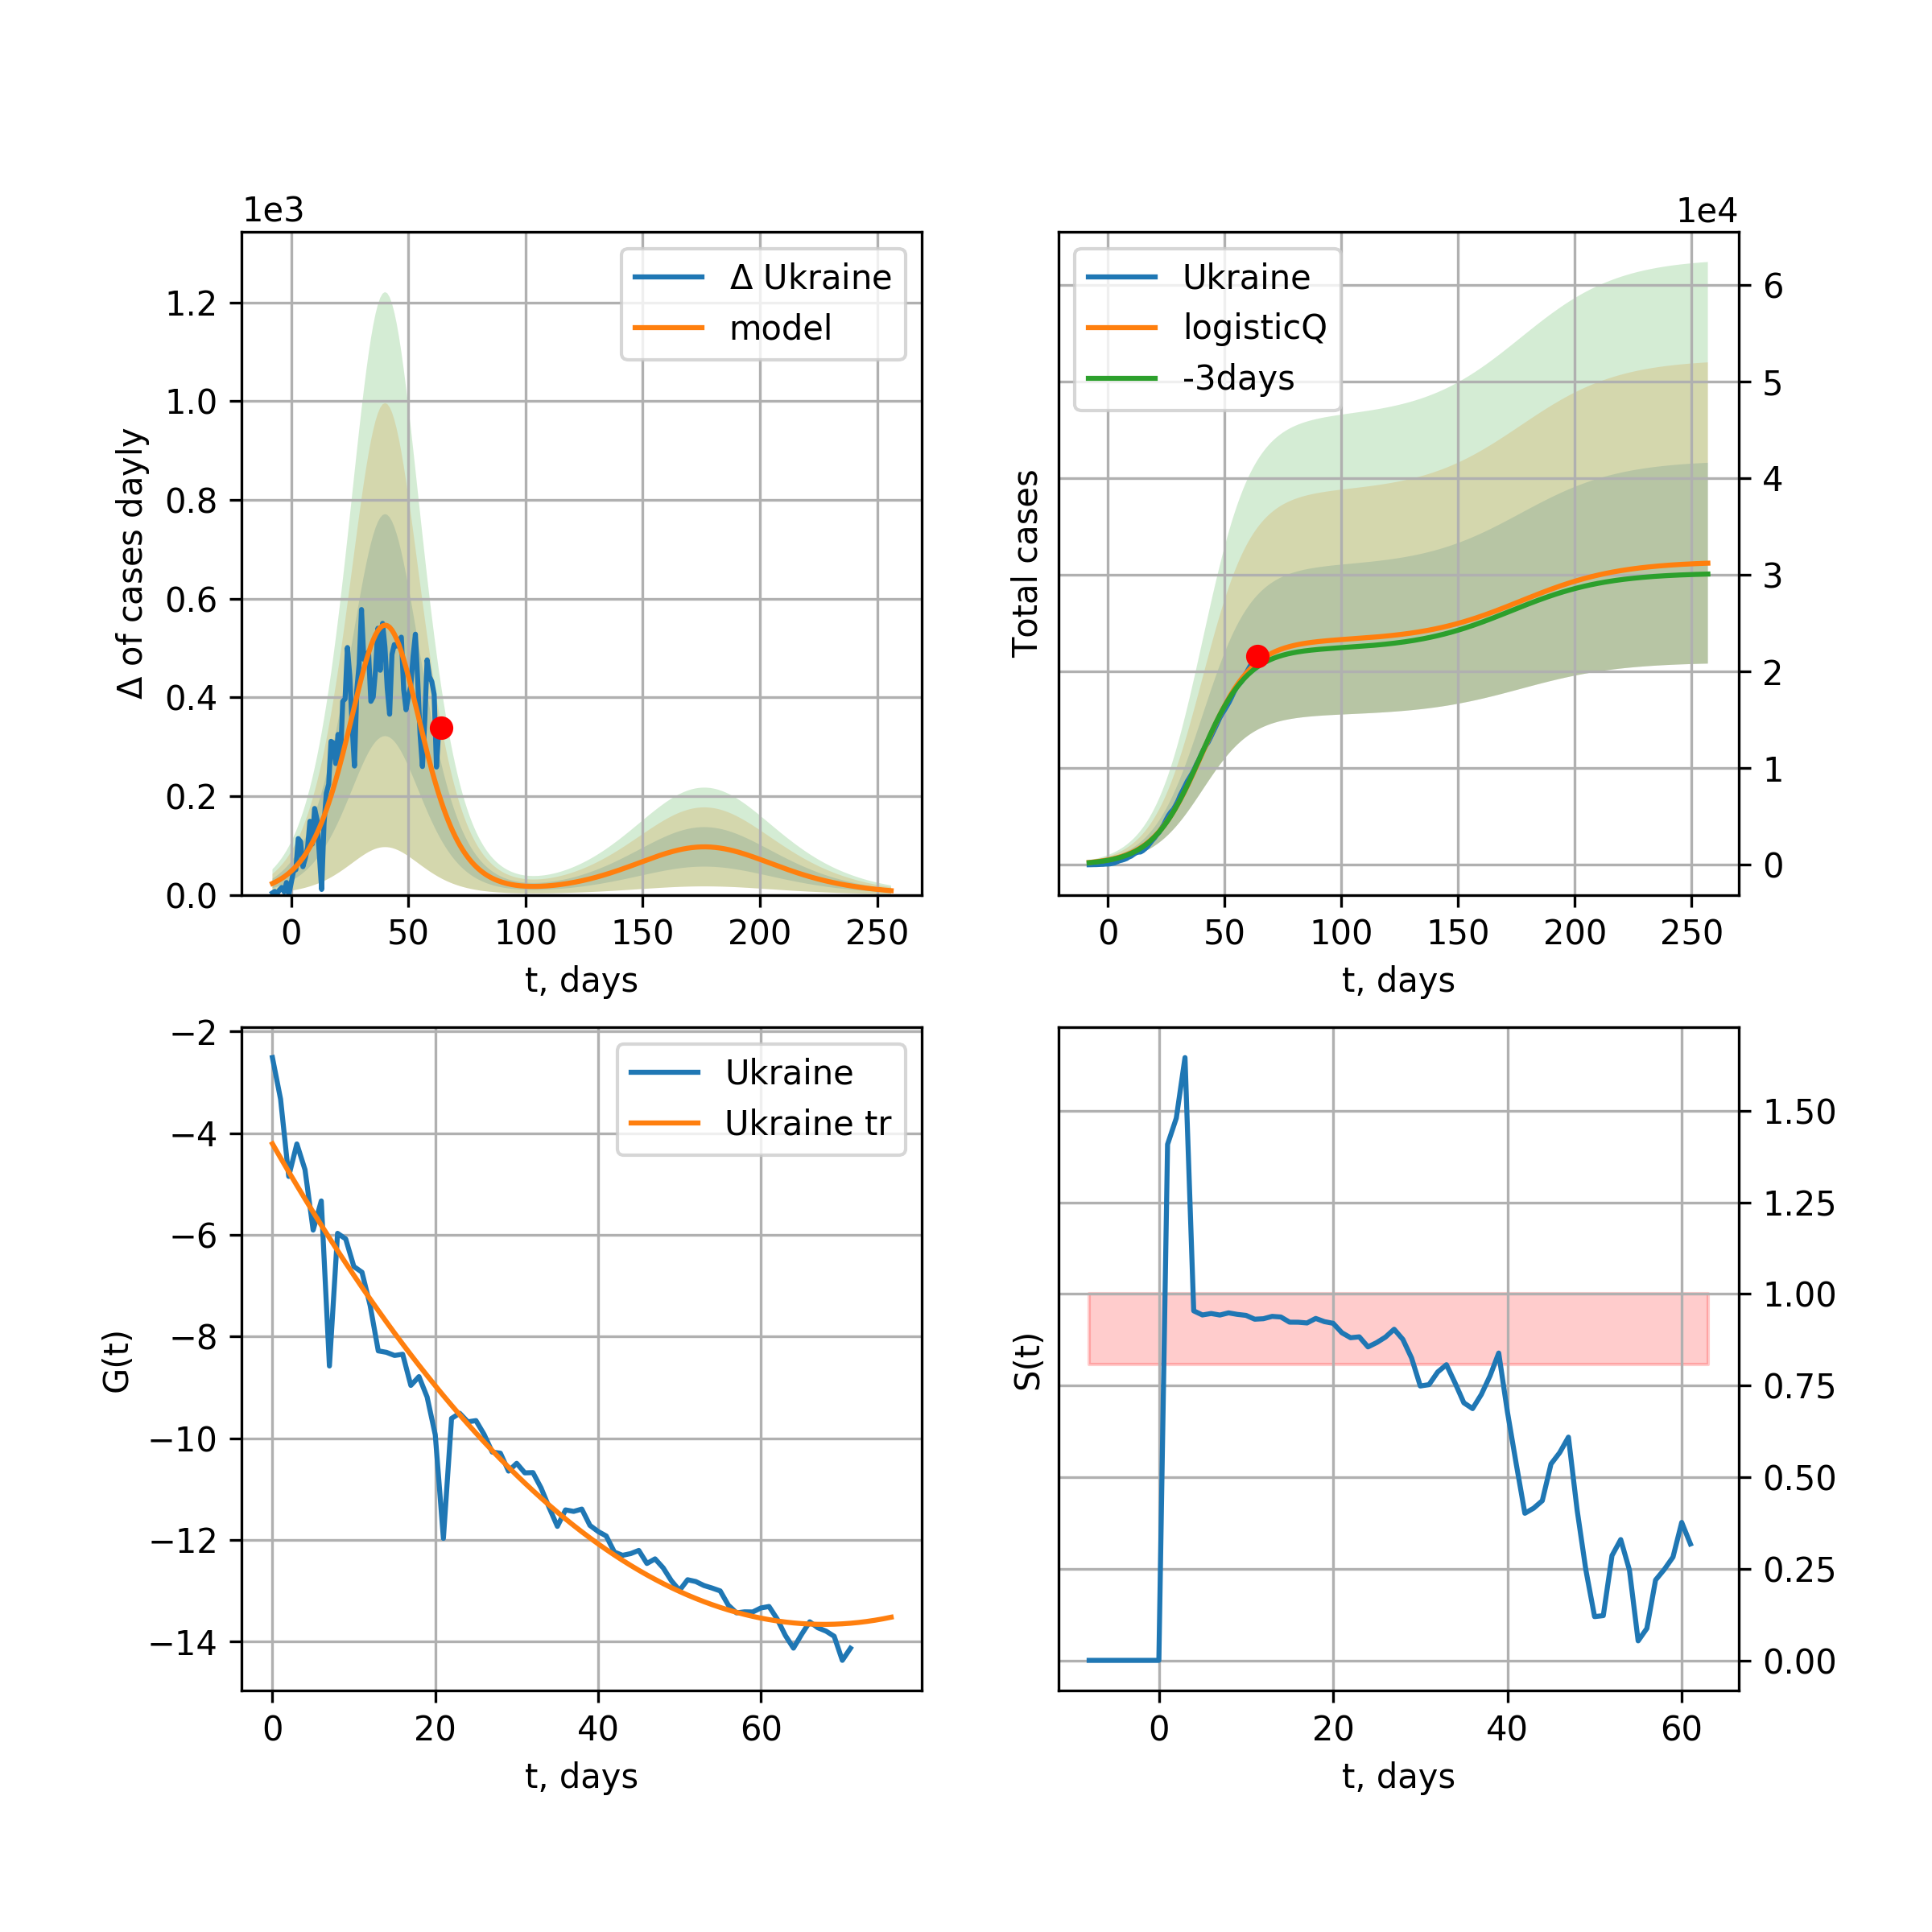 1e3
Δ Ukraine
model
Δ of cases dayly
1.2
1.0
0.8
0.6
0.4
0.2
0.0
0 50 100 150 200 250
t, days
1e4
Ukraine
logisticQ
-3days
Total cases
6
5
4
3
2
1
0
0 50 100 150 200 250
t, days
Ukraine
Ukraine tr
G(t)
−2
−4
−6
−8
−10
−12
−14
0 20 40 60
t, days
S(t)
1.50
1.25
1.00
0.75
0.50
0.25
0.00
0 20 40 60
t, days